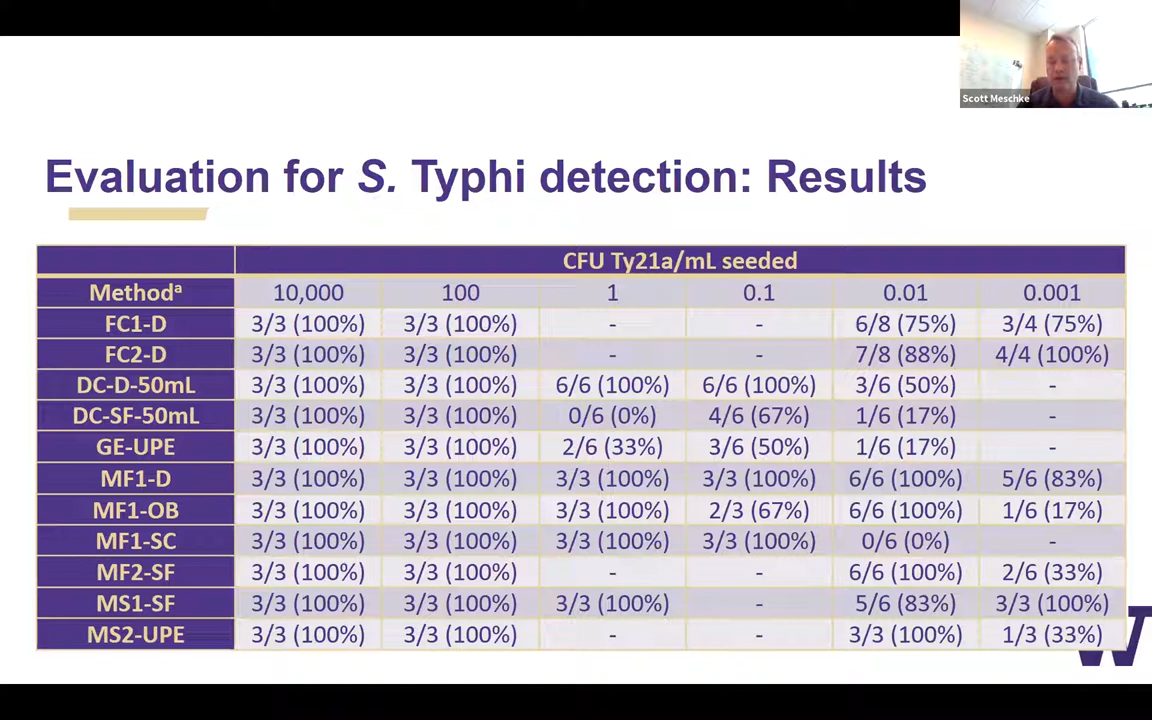 Scott Meschke
Evaluation for S. Typhi detection: Results
CFU Ty21a/mL seeded
Methodª 10,000 100 1 0.1 0.01 0.001
FC1-D 3/3 (100%) 3/3 (100%) - - 6/8 (75%) 3/4 (75%)
FC2-D 3/3 (100%) 3/3 (100%) - - 7/8 (88%) 4/4 (100%)
DC-D-50mL 3/3 (100%) 3/3 (100%) 6/6 (100%) 6/6 (100%) 3/6 (50%) -
DC-SF-50mL 3/3 (100%) 3/3 (100%) 0/6 (0%) 4/6 (67%) 1/6 (17%) -
GE-UPE 3/3 (100%) 3/3 (100%) 2/6 (33%) 3/6 (50%) 1/6 (17%) -
MF1-D 3/3 (100%) 3/3 (100%) 3/3 (100%) 3/3 (100%) 6/6 (100%) 5/6 (83%)
MF1-OB 3/3 (100%) 3/3 (100%) 3/3 (100%) 2/3 (67%) 6/6 (100%) 1/6 (17%)
MF1-SC 3/3 (100%) 3/3 (100%) 3/3 (100%) 3/3 (100%) 0/6 (0%) -
MF2-SF 3/3 (100%) 3/3 (100%) - - 6/6 (100%) 2/6 (33%)
MS1-SF 3/3 (100%) 3/3 (100%) 3/3 (100%) - 5/6 (83%) 3/3 (100%)
MS2-UPE 3/3 (100%) 3/3 (100%) - - 3/3 (100%) 1/3 (33%)
W